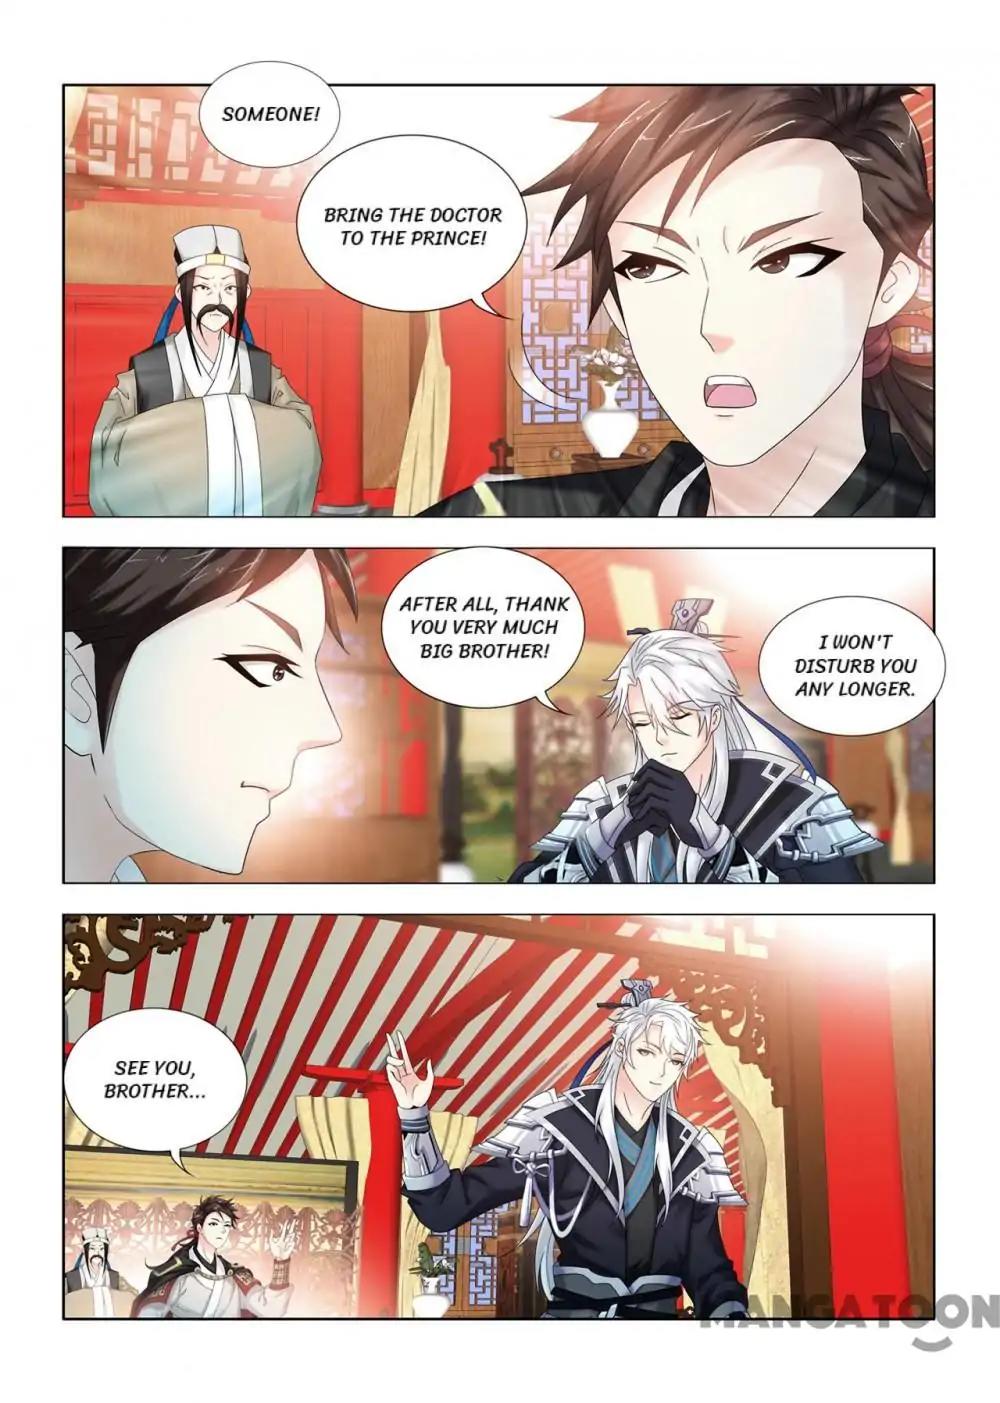 SOMEONE!
BRING THE DOCTOR
TO THE PRINCE!
AFTER ALL, THANK
YOU VERY MUCH
BIG BROTHER!
I WON'T
DISTURB YOU
ANY LONGER.
SEE YOU,
BROTHER...
MANGATOON